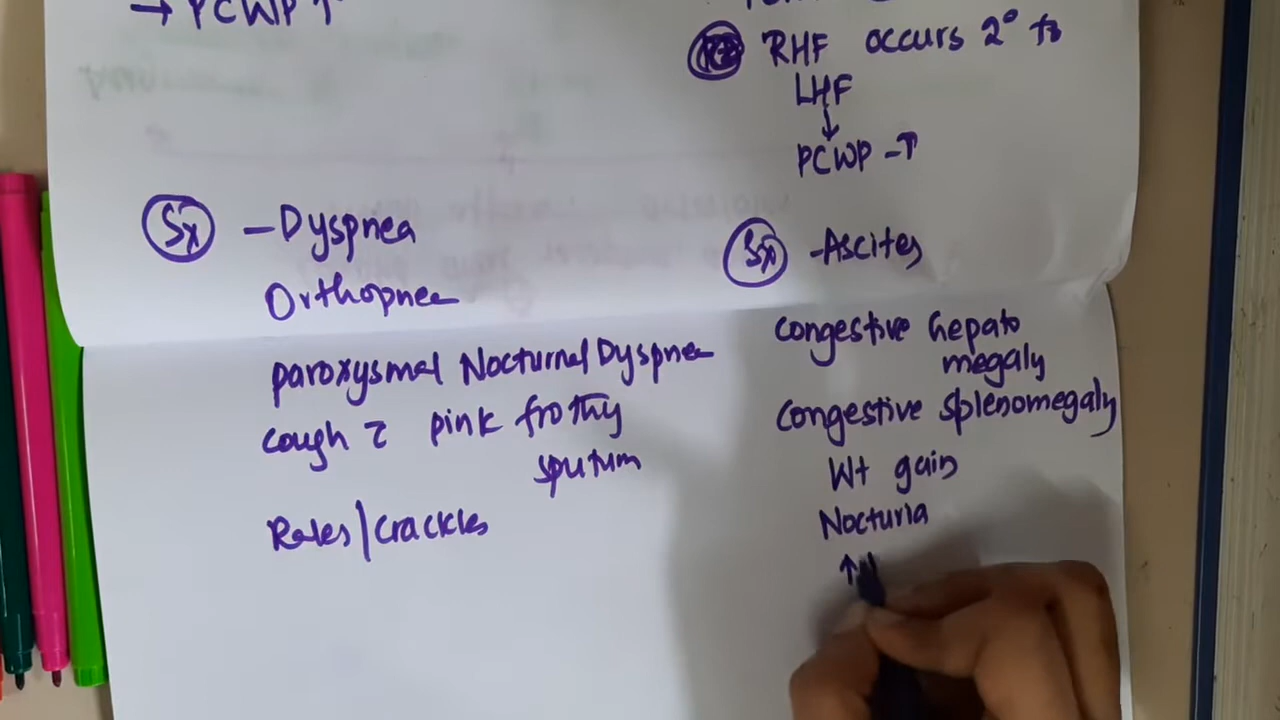 → PCWP ↑
RHF occurs 2° to
LHF
↓
PCWP -↑
Sx - Dyspnea
Orthopnea
paroxysmal Nocturnal Dyspnea
cough c pink frothy
sputum
Rales/Crackles
Sx - Ascites
congestive hepato
megaly
congestive splenomegaly
Wt gain
Nocturia
↑